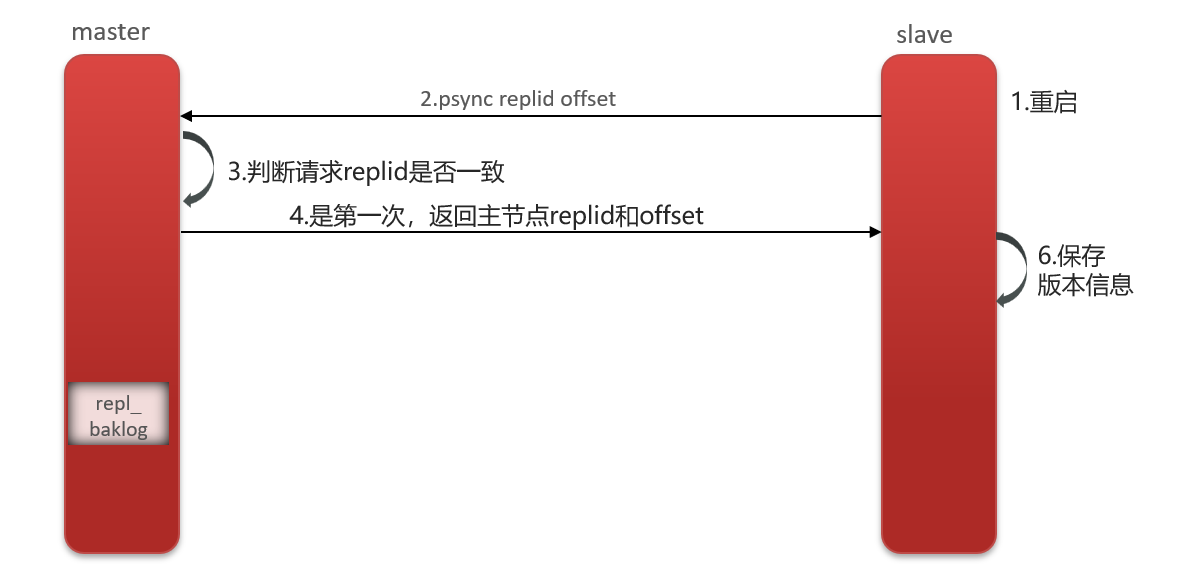 master
slave
2.psync replid offset
1.重启
3.判断请求replid是否一致
4.是第一次，返回主节点replid和offset
6.保存
版本信息
repl_
baklog